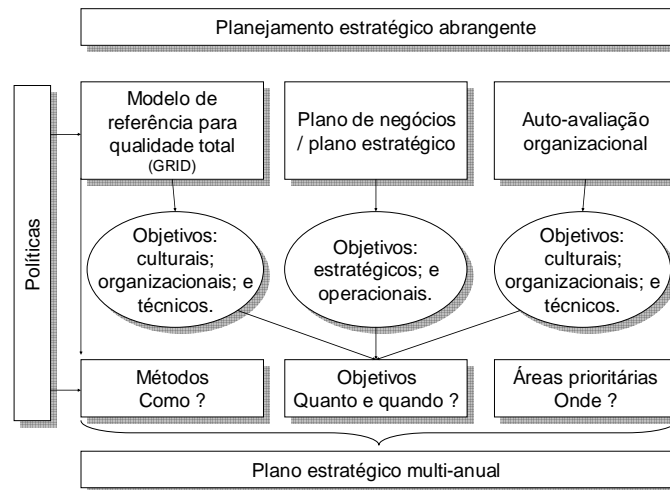 Planejamento estratégico abrangente
Políticas
Modelo de
referência para
qualidade total
(GRID)
Plano de negócios
/ plano estratégico
Auto-avaliação
organizacional
Objetivos:
culturais;
organizacionais; e
técnicos.
Objetivos:
estratégicos; e
operacionais.
Objetivos:
culturais;
organizacionais; e
técnicos.
Métodos
Como ?
Objetivos
Quanto e quando ?
Áreas prioritárias
Onde ?
Plano estratégico multi-anual